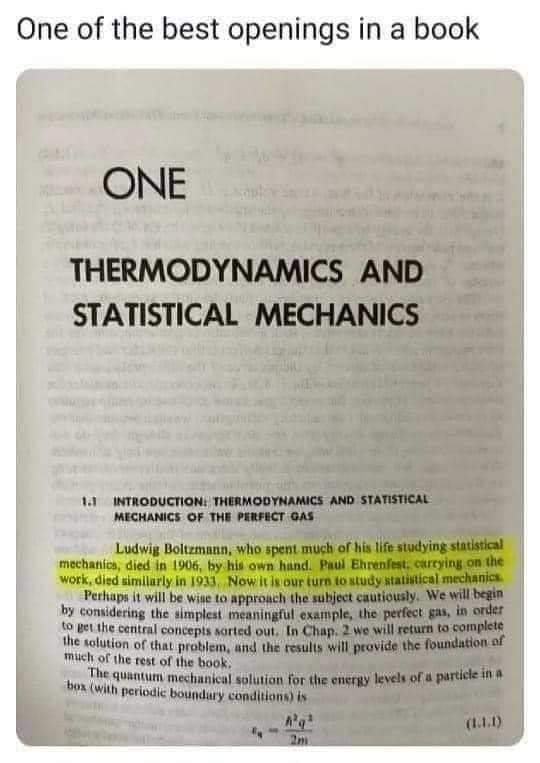 One of the best openings in a book
ONE
THERMODYNAMICS AND
STATISTICAL MECHANICS
1.1 INTRODUCTION: THERMODYNAMICS AND STATISTICAL
MECHANICS OF THE PERFECT GAS
Ludwig Boltzmann, who spent much of his life studying statistical
mechanics, died in 1906, by his own hand. Paul Ehrenfest, carrying on the
work, died similarly in 1933. Now it is our turn to study statistical mechanics.
Perhaps it will be wise to approach the subject cautiously. We will begin
by considering the simplest meaningful example, the perfect gas, in order
to get the central concepts sorted out. In Chap. 2 we will return to complete
the solution of that problem, and the results will provide the foundation of
much of the rest of the book.
The quantum mechanical solution for the energy levels of a particle in a
box (with periodic boundary conditions) is
εq = ħ²q²/2m (1.1.1)